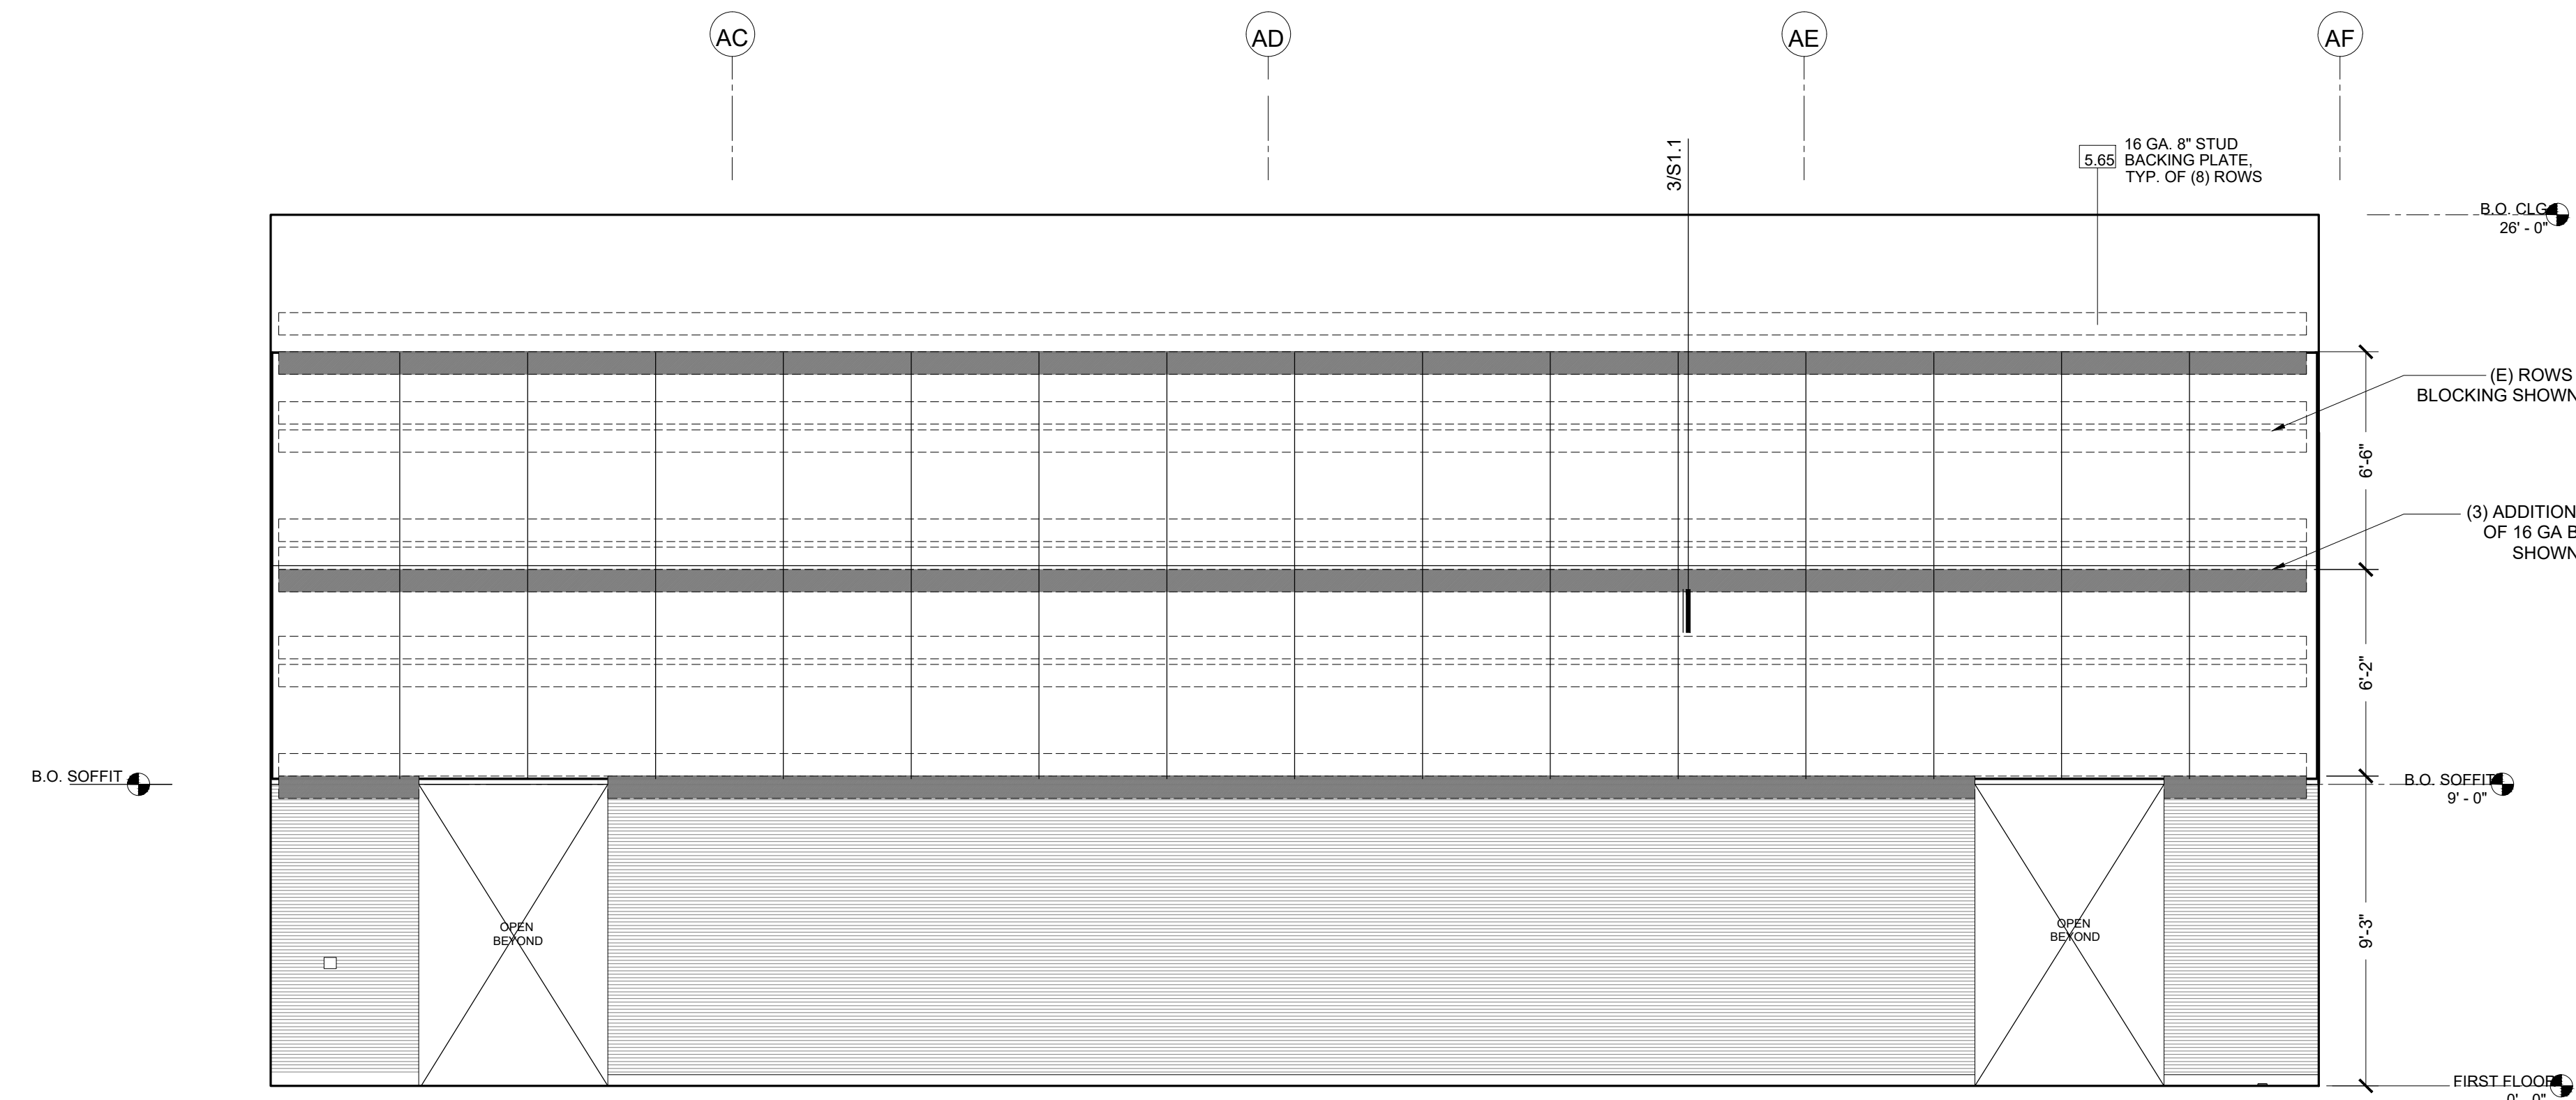 AC
AD
AE
AF
3/S1.1
5.65
16 GA. 8" STUD
BACKING PLATE,
TYP. OF (8) ROWS
B.O. CLG
26' - 0"
(E) ROWS
BLOCKING SHOWN
6'-6"
(3) ADDITION
OF 16 GA B
SHOWN
6'-2"
B.O. SOFFIT
B.O. SOFFIT
9' - 0"
OPEN
BEYOND
OPEN
BEYOND
9'-3"
FIRST FLOOR
0' - 0"